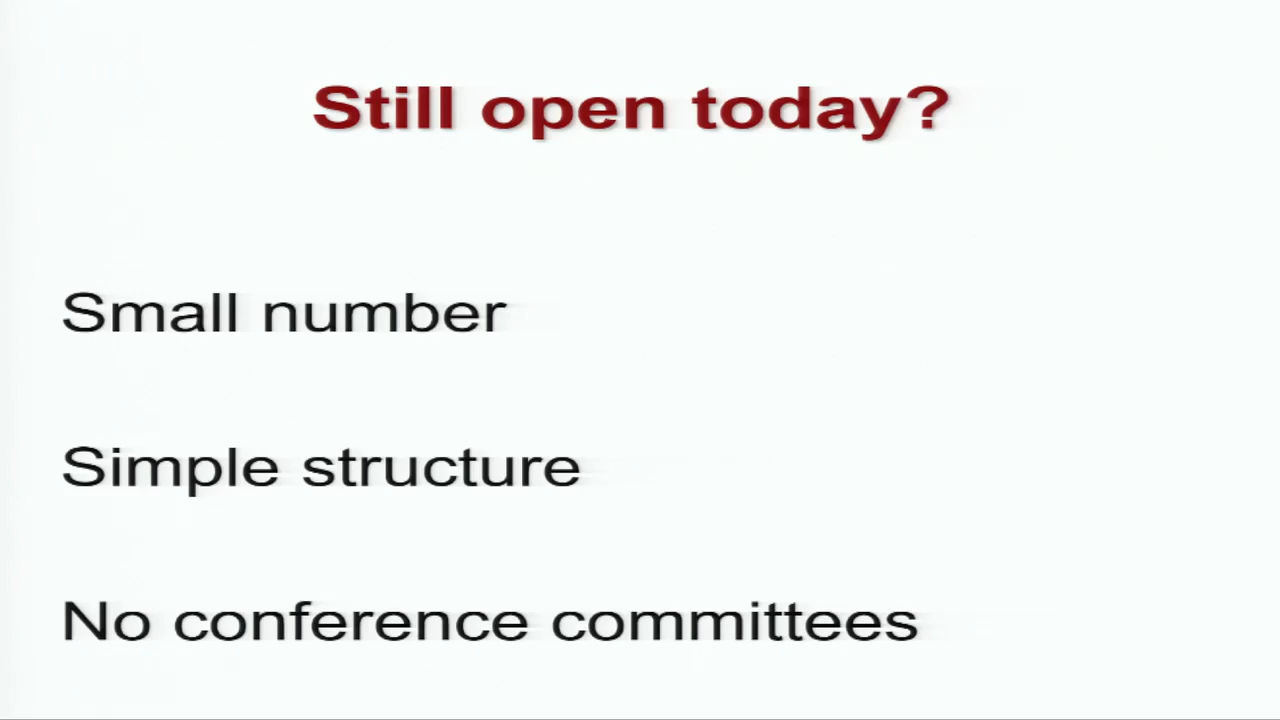 Still open today?
Small number
Simple structure
No conference committees